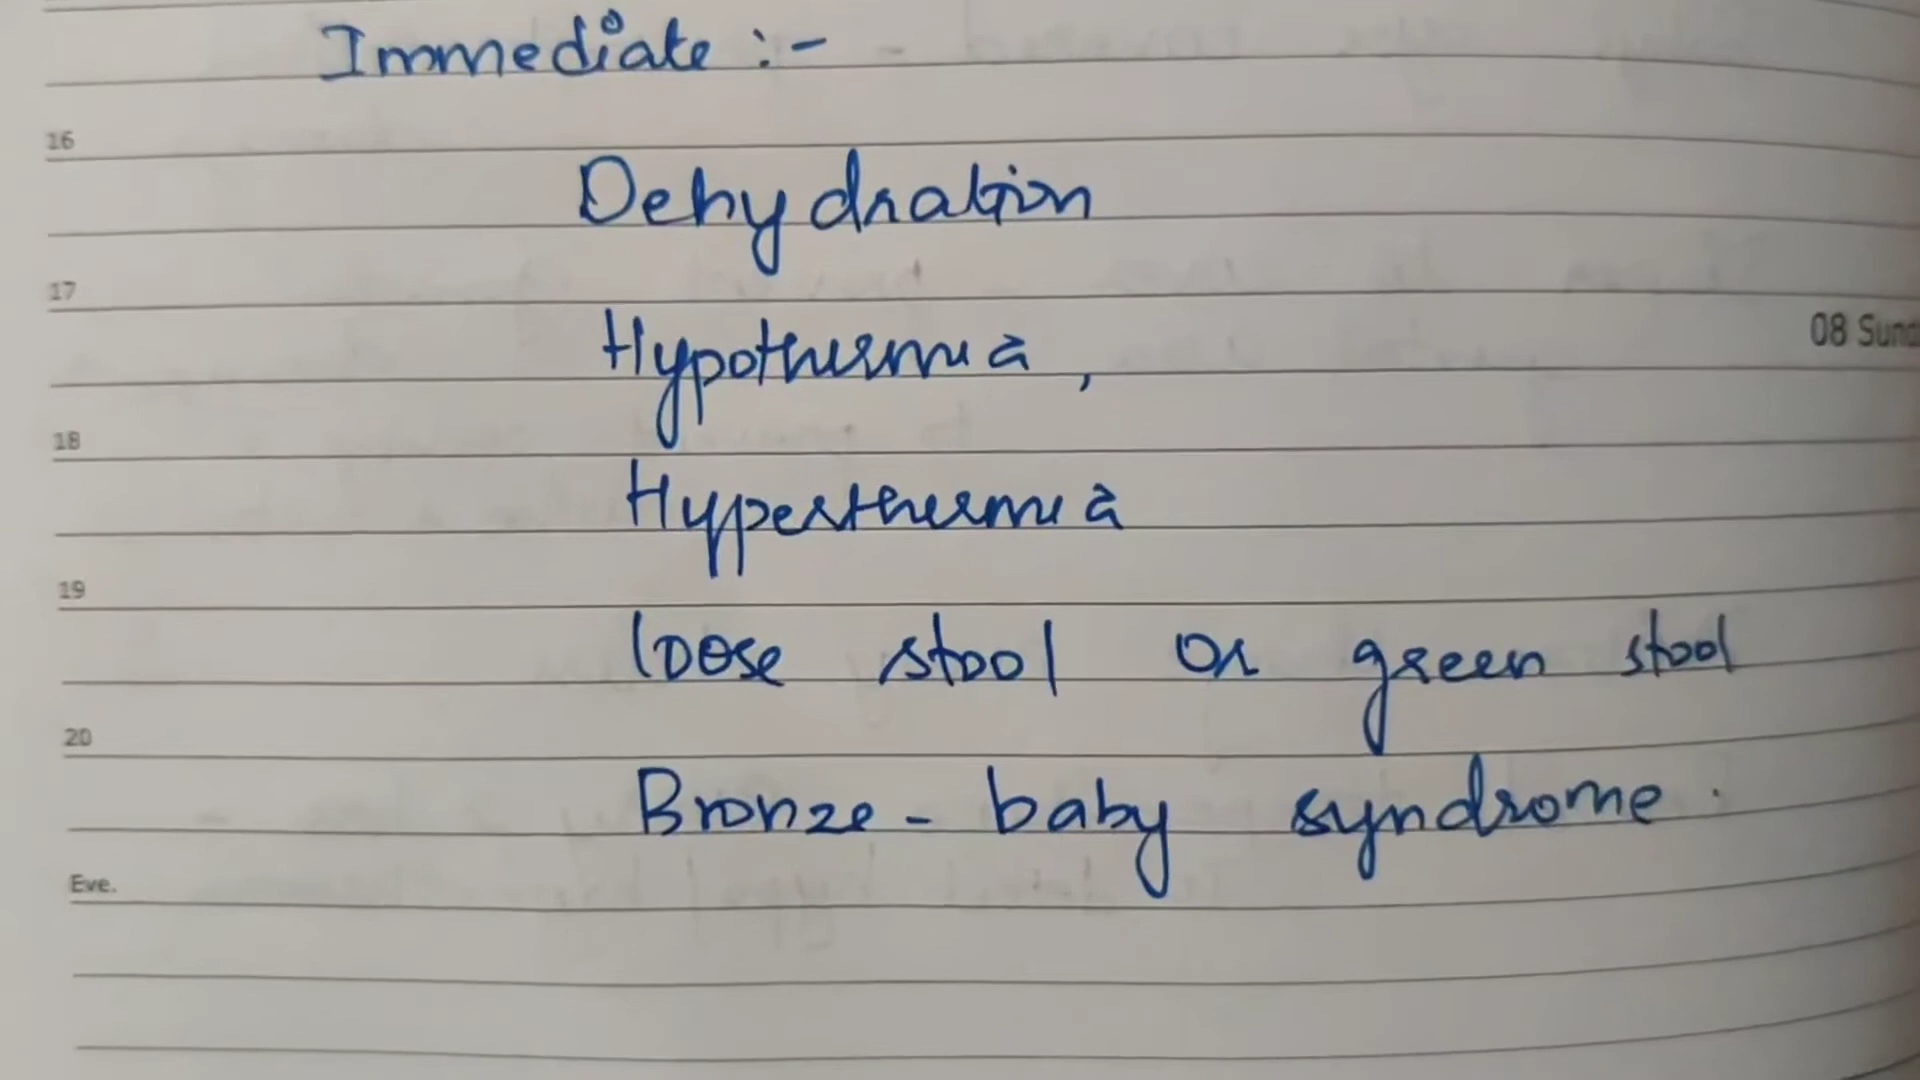 Immediate :-
16
Dehydration
17
08 Sund
Hypothermia,
18
Hyperthermia
19
loose stool or green stool
20
Bronze - baby syndrome.
Eve.